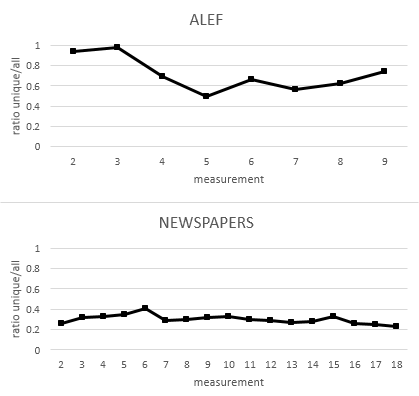 ALEF
1
0.8
0.6
0.4
0.2
0
ratio unique/all
2 3 4 5 6 7 8 9
measurement
NEWSPAPERS
1
0.8
0.6
0.4
0.2
0
ratio unique/all
2 3 4 5 6 7 8 9 10 11 12 13 14 15 16 17 18
measurement